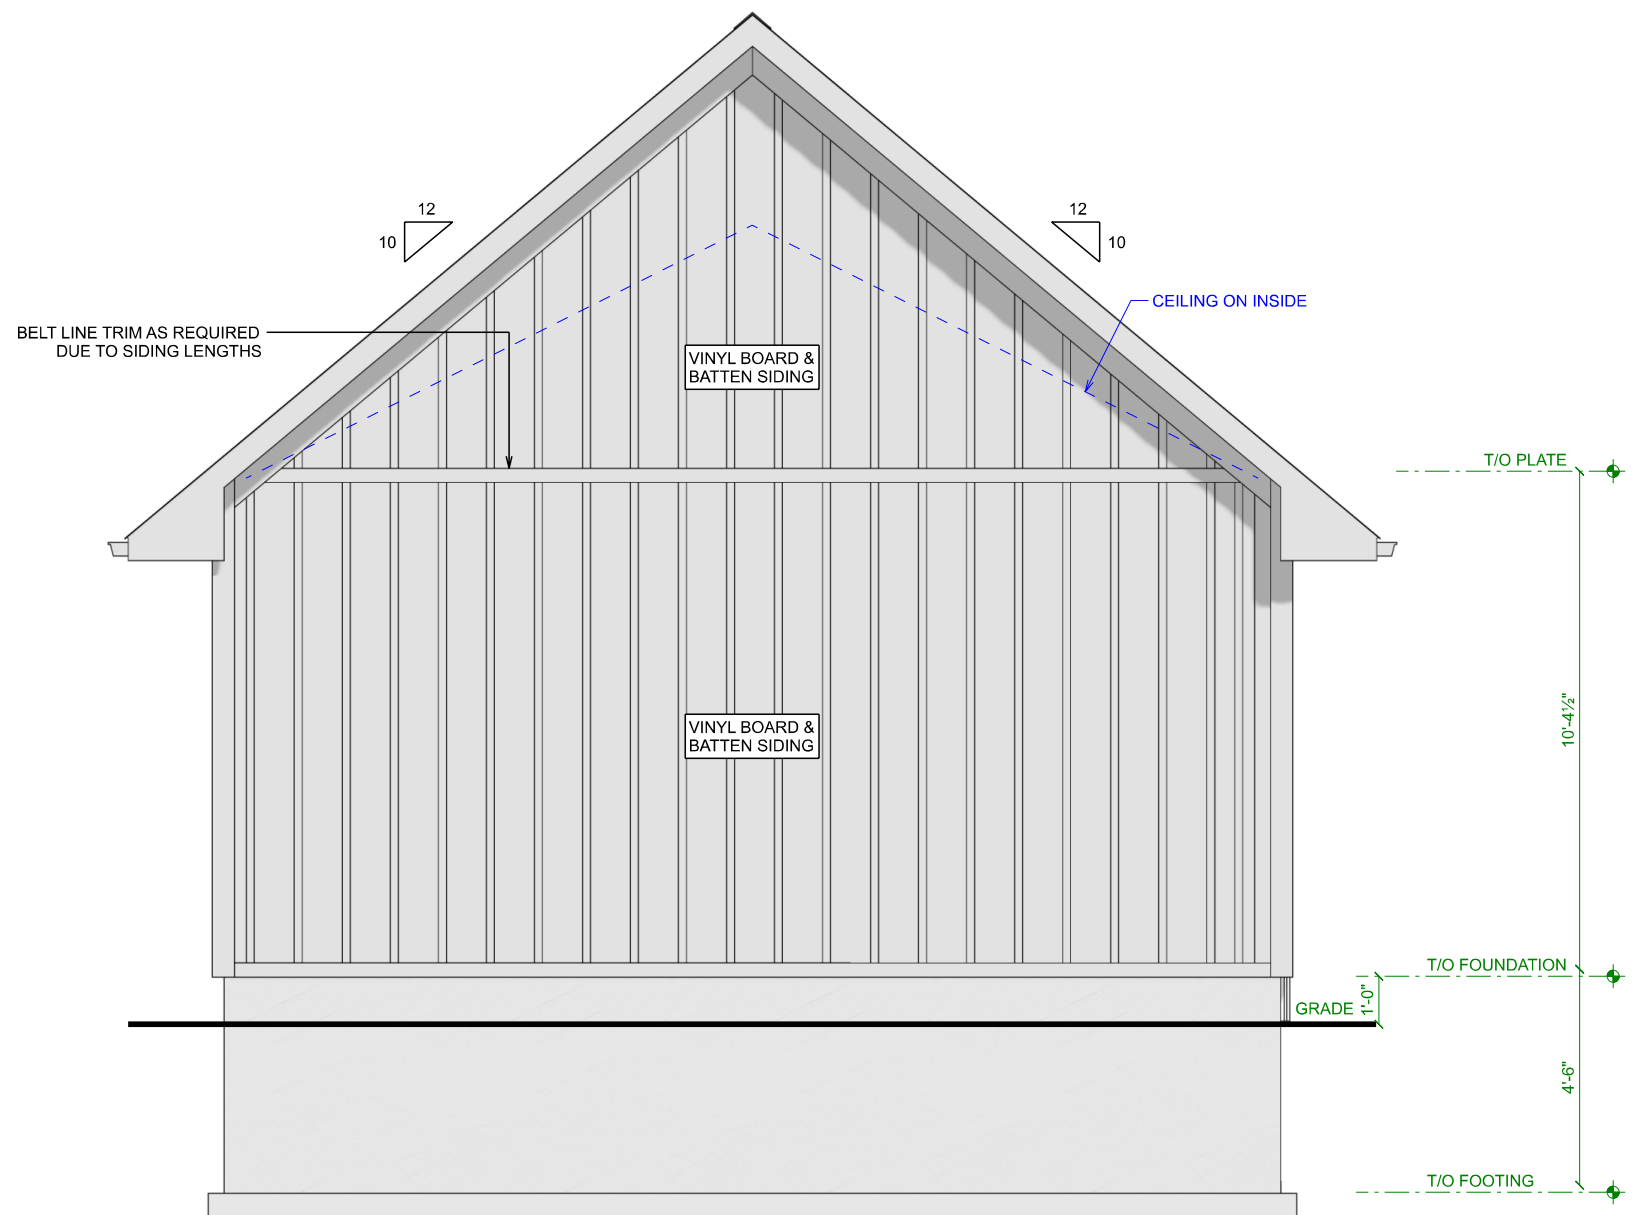 12
10
12
10
CEILING ON INSIDE
BELT LINE TRIM AS REQUIRED
DUE TO SIDING LENGTHS
VINYL BOARD &
BATTEN SIDING
T/O PLATE
10'-4½"
VINYL BOARD &
BATTEN SIDING
T/O FOUNDATION
1'-0"
GRADE
4'-6"
T/O FOOTING